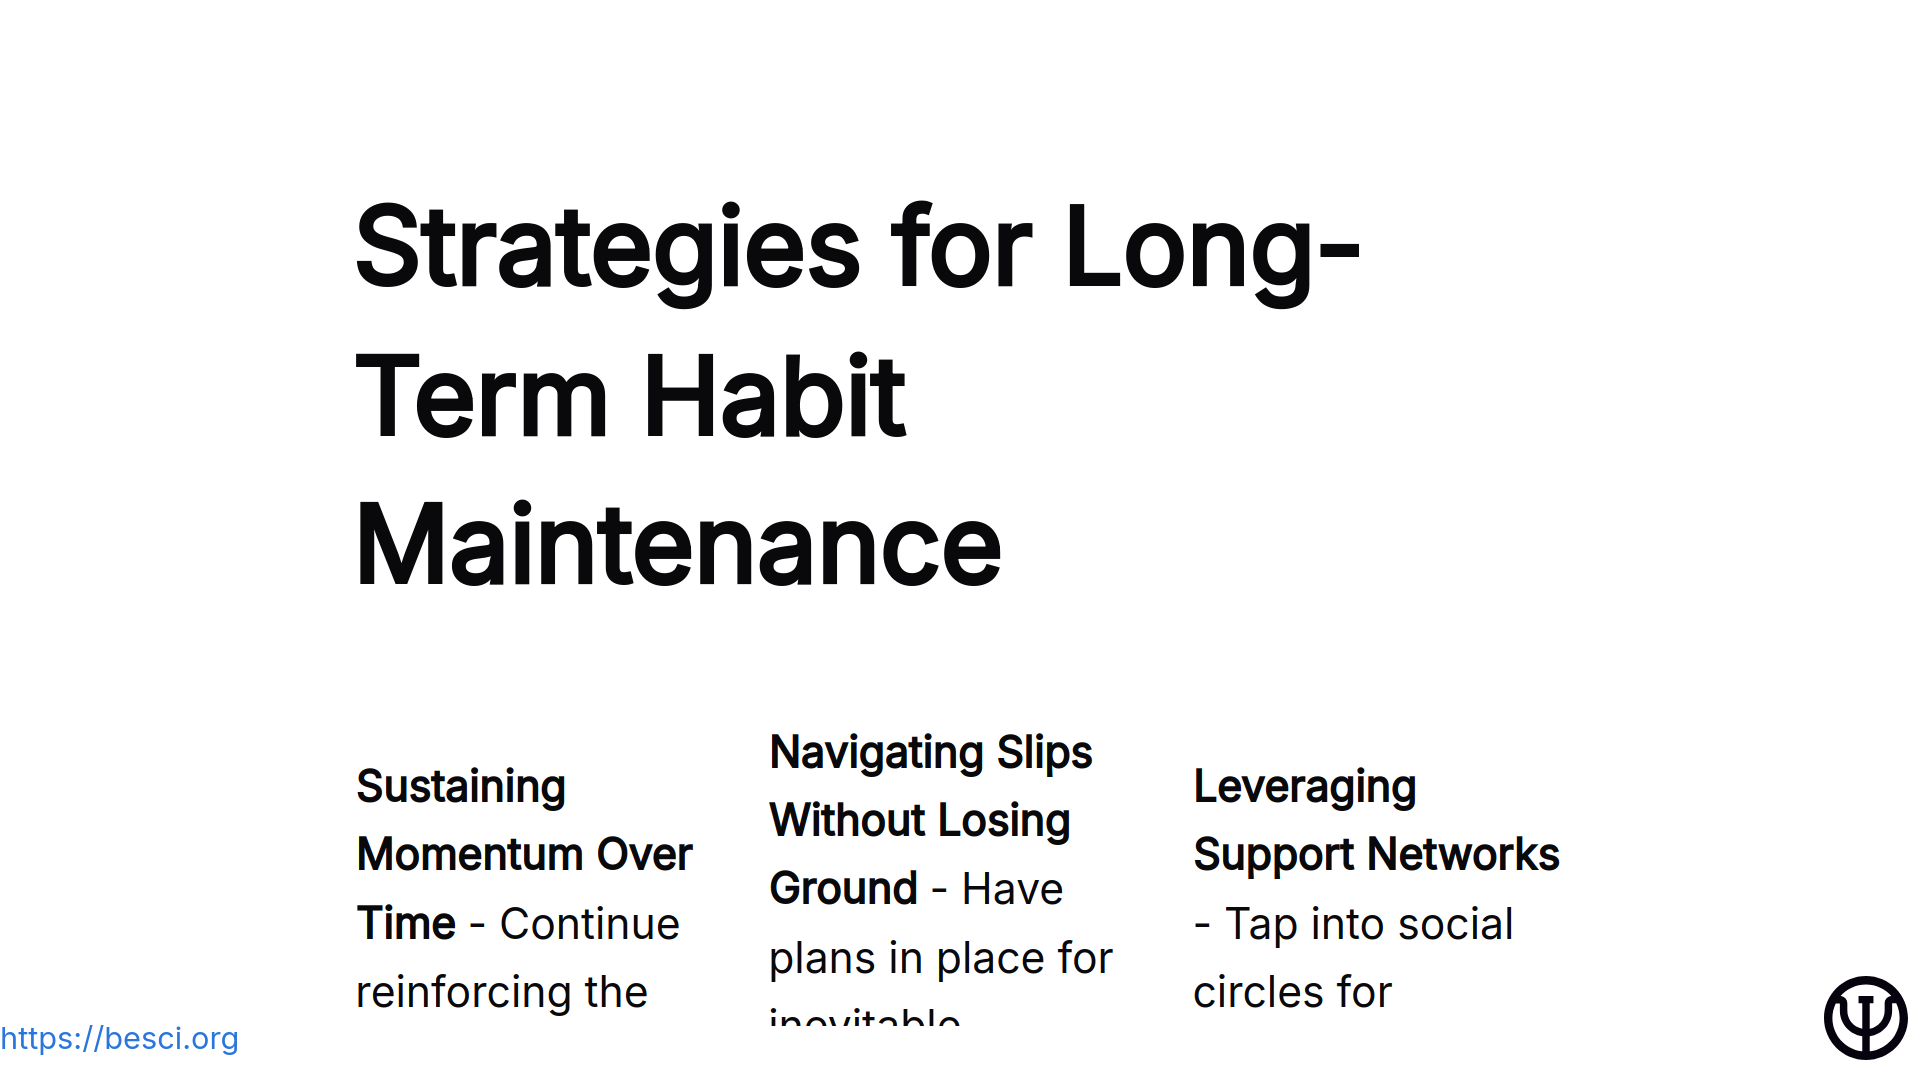 Strategies for Long-
Term Habit
Maintenance
Sustaining
Momentum Over
Time - Continue
reinforcing the
Navigating Slips
Without Losing
Ground - Have
plans in place for
inevitable
Leveraging
Support Networks
- Tap into social
circles for
https://besci.org